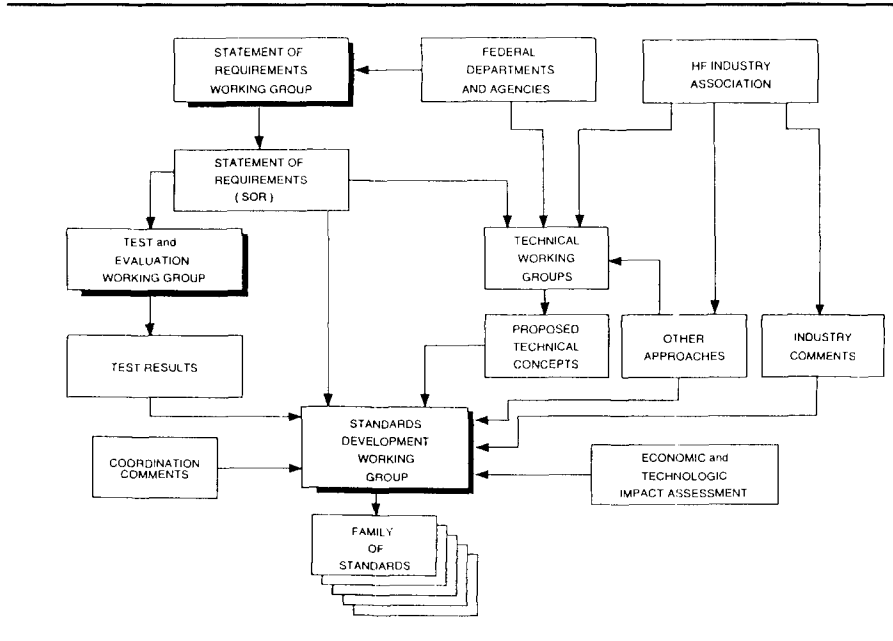 STATEMENT OF
REQUIREMENTS
WORKING GROUP
FEDERAL
DEPARTMENTS
AND AGENCIES
HF INDUSTRY
ASSOCIATION
STATEMENT OF
REQUIREMENTS
( SOR )
TEST and
EVALUATION
WORKING GROUP
TECHNICAL
WORKING
GROUPS
TEST RESULTS
PROPOSED
TECHNICAL
CONCEPTS
OTHER
APPROACHES
INDUSTRY
COMMENTS
STANDARDS
DEVELOPMENT
WORKING
GROUP
COORDINATION
COMMENTS
ECONOMIC and
TECHNOLOGIC
IMPACT ASSESSMENT
FAMILY
OF
STANDARDS